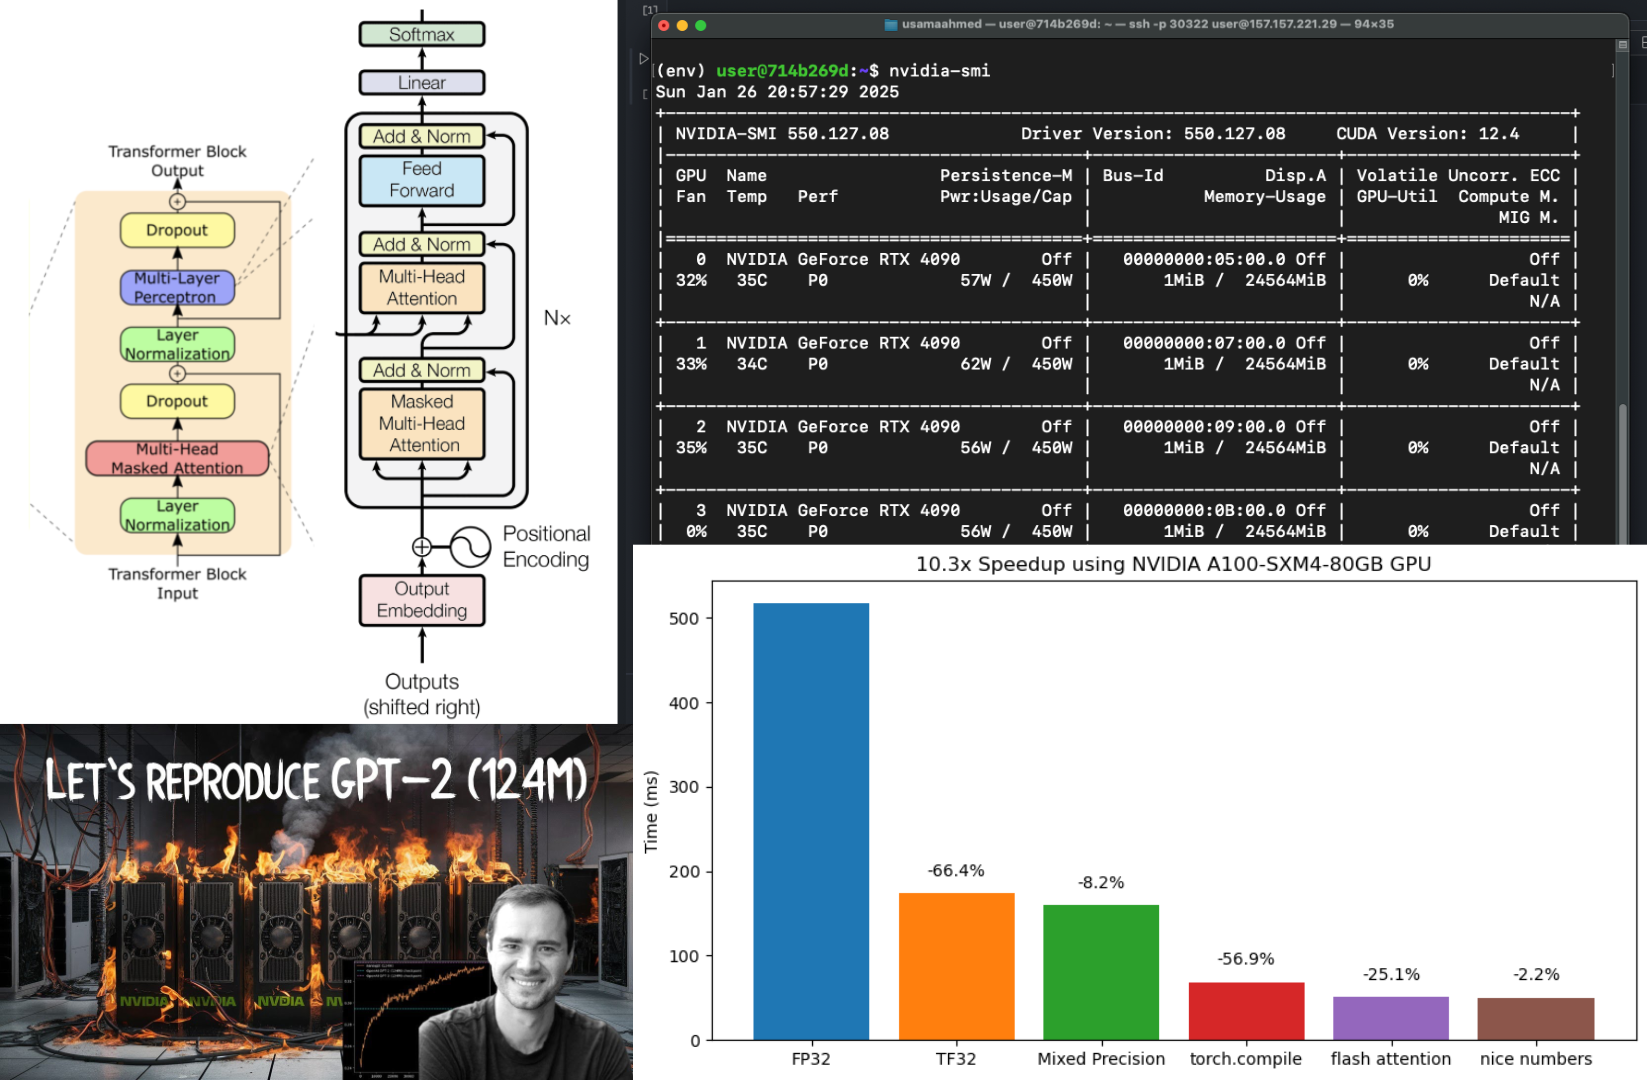 Transformer Block
Output
Dropout
Multi-Layer
Perceptron
Layer
Normalization
Dropout
Multi-Head
Masked Attention
Layer
Normalization
Transformer Block
Input
Softmax
Linear
Add & Norm
Feed
Forward
Add & Norm
Multi-Head
Attention
Nx
Add & Norm
Masked
Multi-Head
Attention
Positional
Encoding
Output
Embedding
Outputs
(shifted right)
[1]
usamaahmed — user@714b269d: ~ — ssh -p 30322 user@157.157.221.29 — 94×35
(env) user@714b269d:~$ nvidia-smi
Sun Jan 26 20:57:29 2025
NVIDIA-SMI 550.127.08 Driver Version: 550.127.08 CUDA Version: 12.4
GPU Name Persistence-M | Bus-Id Disp.A | Volatile Uncorr. ECC
Fan Temp Perf Pwr:Usage/Cap | Memory-Usage | GPU-Util Compute M.
MIG M.
0 NVIDIA GeForce RTX 4090 Off | 00000000:05:00.0 Off | Off
32% 35C P0 57W / 450W | 1MiB / 24564MiB | 0% Default
N/A
1 NVIDIA GeForce RTX 4090 Off | 00000000:07:00.0 Off | Off
33% 34C P0 62W / 450W | 1MiB / 24564MiB | 0% Default
N/A
2 NVIDIA GeForce RTX 4090 Off | 00000000:09:00.0 Off | Off
35% 35C P0 56W / 450W | 1MiB / 24564MiB | 0% Default
N/A
3 NVIDIA GeForce RTX 4090 Off | 00000000:0B:00.0 Off | Off
0% 35C P0 56W / 450W | 1MiB / 24564MiB | 0% Default
LET'S REPRODUCE GPT-2 (124M)
NVIDIA NVIDIA NVIDIA NV
10.3x Speedup using NVIDIA A100-SXM4-80GB GPU
Time (ms)
500
400
300
200
100
0
-66.4%
-8.2%
-56.9%
-25.1%
-2.2%
FP32 TF32 Mixed Precision torch.compile flash attention nice numbers